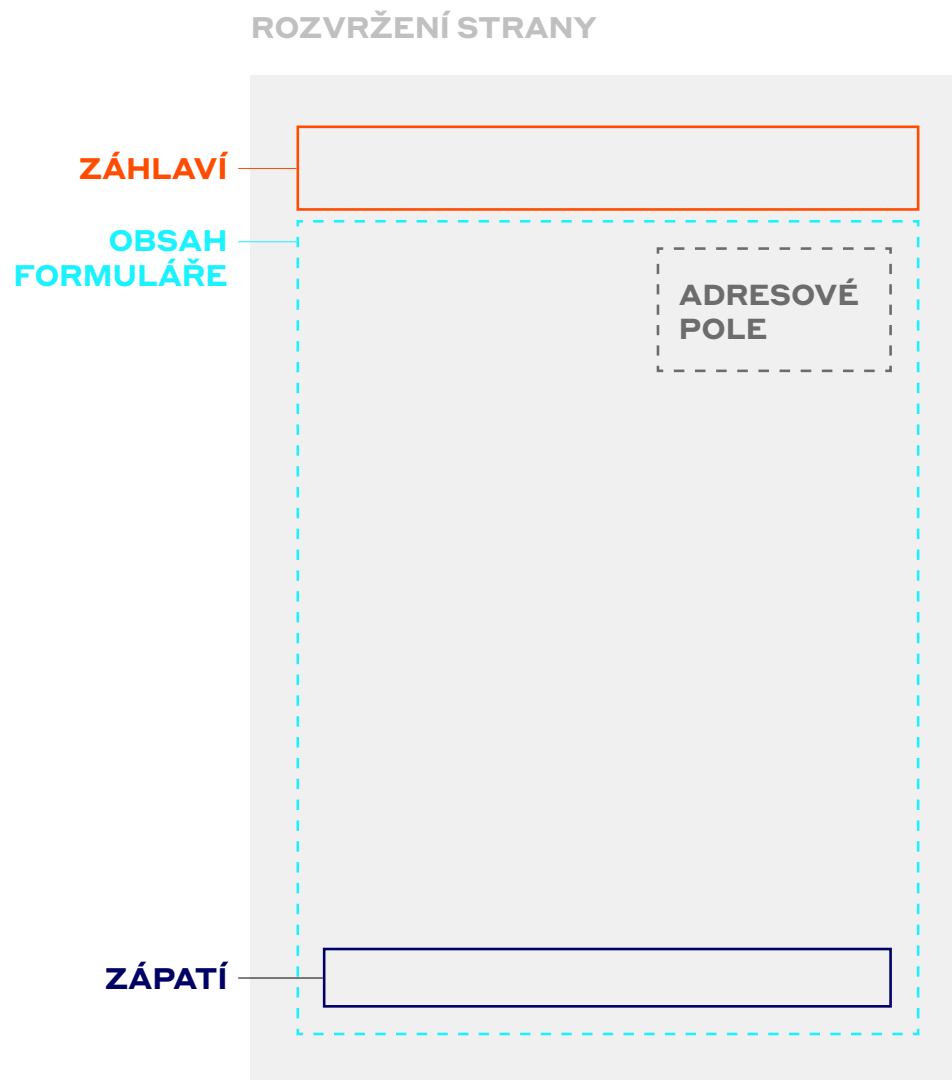 ROZVRŽENÍ STRANY
ZÁHLAVÍ
OBSAH
FORMULÁŘE
ADRESOVÉ
POLE
ZÁPATÍ